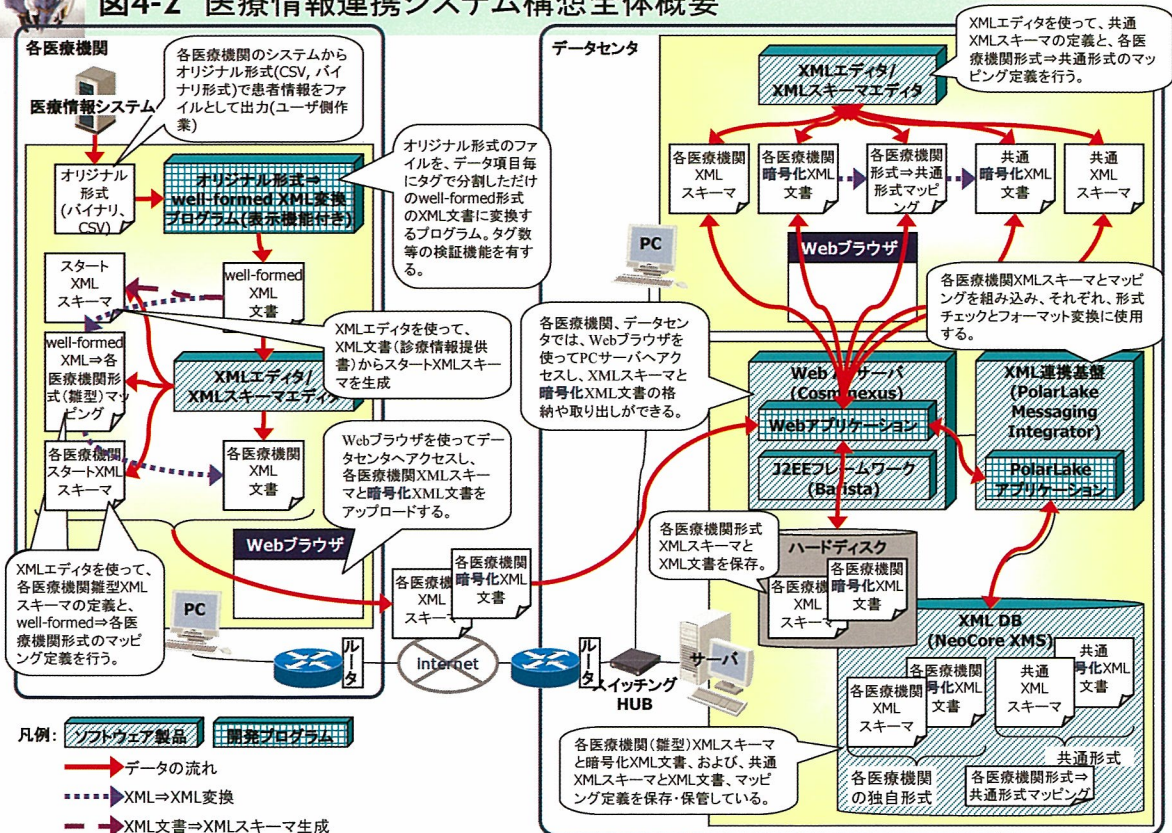 図4-2 医療情報連携システム構想全体概要
各医療機関
医療情報システム
各医療機関のシステムから
オリジナル形式(CSV, バイ
ナリ形式)で患者情報をファ
イルとして出力(ユーザ側作
業)
オリジナル
形式
(バイナリ、
CSV)
オリジナル形式⇒
well-formed XML変換
プログラム(表示機能付き)
オリジナル形式のファ
イルを、データ項目毎
にタグで分割しただけ
のwell-formed形式
のXML文書に変換す
るプログラム。タグ数
等の検証機能を有す
る。
スタート
XML
スキーマ
well-formed
XML
文書
XMLエディタを使って、
XML文書(診療情報提供
書)からスタートXMLスキー
マを生成
well-formed
XML⇒各
医療機関形
式(雛型)マッ
ピング
XMLエディタ/
XMLスキーマエディタ
各医療機関
スタートXML
スキーマ
各医療機関
XML
文書
Webブラウザを使ってデー
タセンタへアクセスし、
各医療機関XMLスキー
マと暗号化XML文書を
アップロードする。
XMLエディタを使って、
各医療機関雛型XML
スキーマの定義と、
well-formed⇒各医
療機関形式のマッピ
ング定義を行う。
Webブラウザ
PC
各医療機
XML
スキーマ
各医療機関
暗号化XML
文書
ルータ
Internet
ルータ
スイッチング
HUB
サーバ
データセンタ
XMLエディタ/
XMLスキーマエディタ
XMLエディタを使って、共通
XMLスキーマの定義と、各医
療機関形式⇒共通形式のマッ
ピング定義を行う。
各医療機関
XML
スキーマ
各医療機関
暗号化XML
文書
各医療機関
形式⇒共通
形式マッピ
ング
共通
暗号化XML
文書
共通
XML
スキーマ
PC
Webブラウザ
各医療機関XMLスキーマとマッピ
ングを組み込み、それぞれ、形式
チェックとフォーマット変換に使用
する。
各医療機関、データセン
タでは、Webブラウザを
使ってPCサーバへアク
セスし、XMLスキーマと
暗号化XML文書の格
納や取り出しができる。
Web サーバ
(Cosminexus)
Webアプリケーション
J2EEフレームワーク
(Barista)
XML連携基盤
(PolarLake
Messaging
Integrator)
PolarLake
アプリケーション
各医療機関形式
XMLスキーマと
XML文書を保存。
ハードディスク
各医療機
XML
スキーマ
各医療機関
暗号化XML
文書
XML DB
(NeoCore XMS)
各医療機関
XML
スキーマ
各医療機関
号化XML
文書
共通
XML
スキーマ
共通
号化XML
文書
各医療機関
の独自形式
共通形式
各医療機関形式⇒
共通形式マッピング
各医療機関(雛型)XMLスキーマ
と暗号化XML文書、および、共通
XMLスキーマとXML文書、マッピ
ング定義を保存・保管している。
凡例:
ソフトウェア製品
開発プログラム
データの流れ
XML⇒XML変換
XML文書⇒XMLスキーマ生成